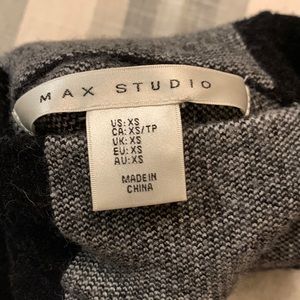 MAX STUDIO
US: XS
CA: XS/TP
UK: XS
EU: XS
AU: XS
MADE IN
CHINA